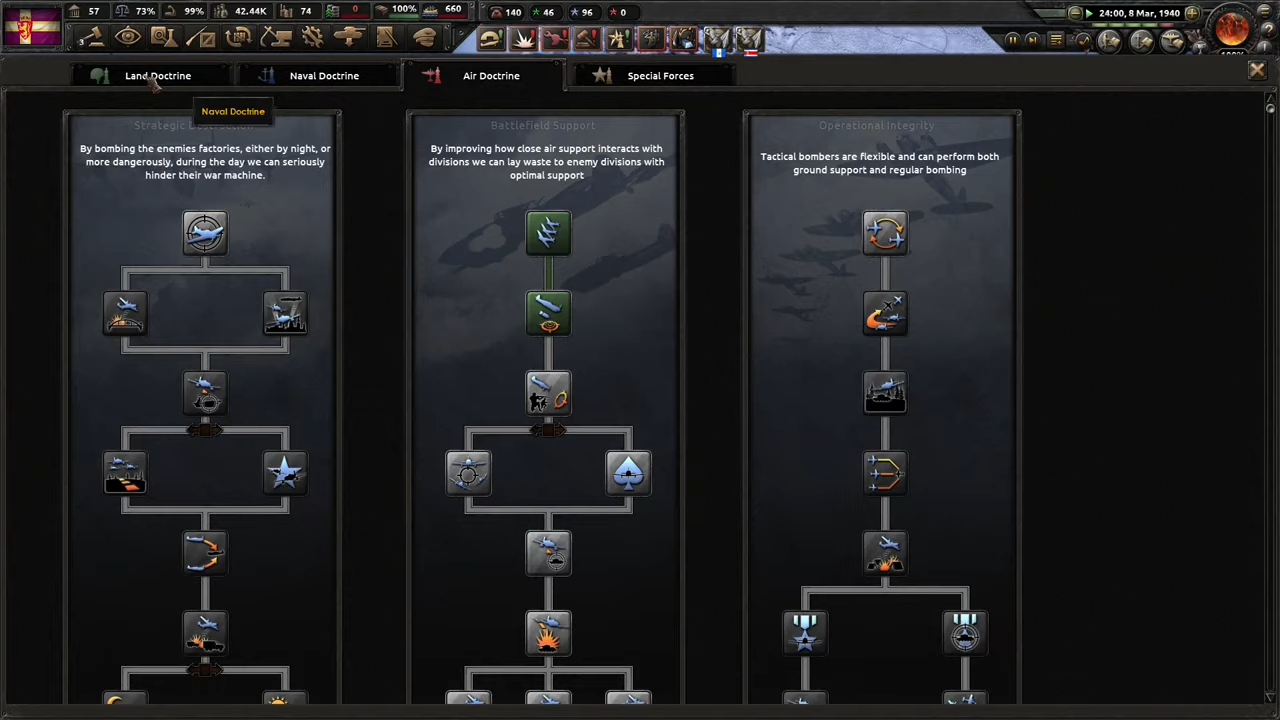 57 73% 99% 42.44K 74 0 100% 660 140 46 96 0 24:00, 8 Mar, 1940
3
100%
Land Doctrine Naval Doctrine Air Doctrine Special Forces
Naval Doctrine
Strategic Destruction Battlefield Support Operational Integrity
By bombing the enemies factories, either by night, or
more dangerously, during the day we can seriously
hinder their war machine.
By improving how close air support interacts with
divisions we can lay waste to enemy divisions with
optimal support
Tactical bombers are flexible and can perform both
ground support and regular bombing